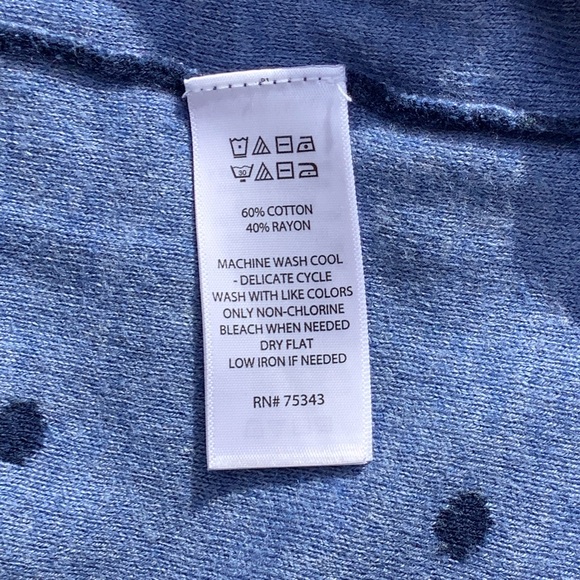 30
60% COTTON
40% RAYON
MACHINE WASH COOL
- DELICATE CYCLE
WASH WITH LIKE COLORS
ONLY NON-CHLORINE
BLEACH WHEN NEEDED
DRY FLAT
LOW IRON IF NEEDED
RN# 75343